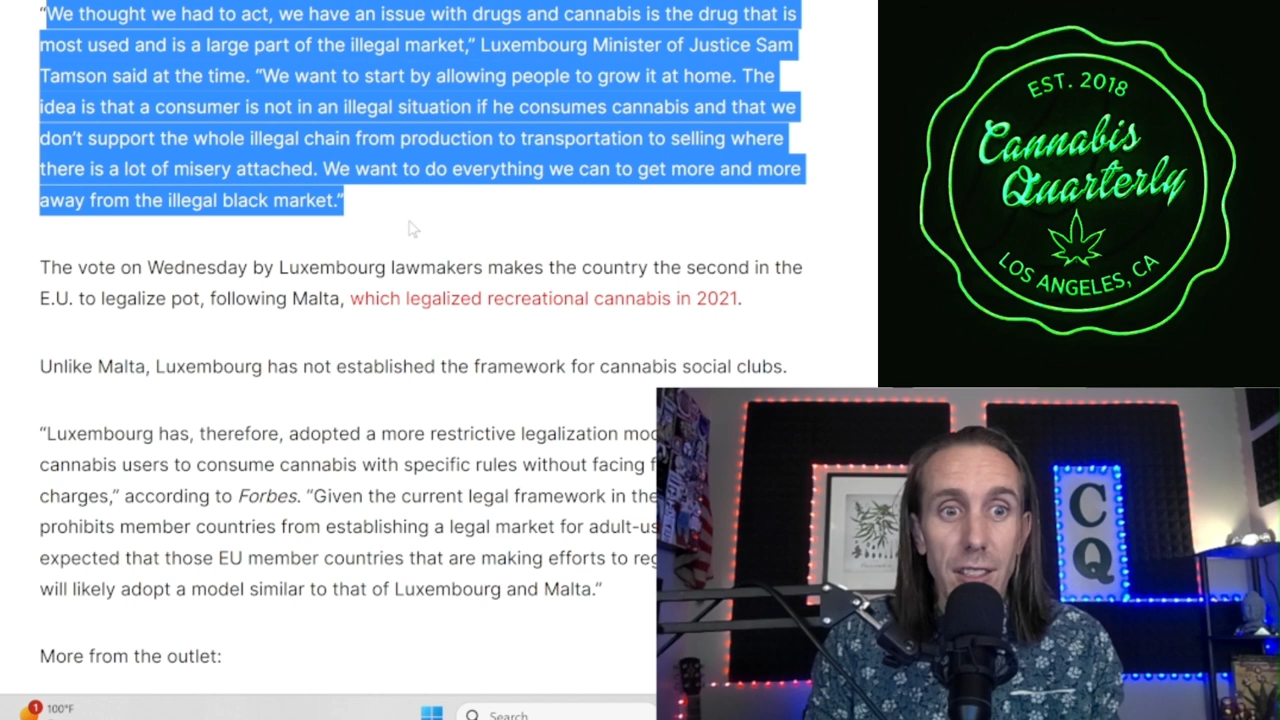 “We thought we had to act, we have an issue with drugs and cannabis is the drug that is
most used and is a large part of the illegal market,” Luxembourg Minister of Justice Sam
Tamson said at the time. “We want to start by allowing people to grow it at home. The
idea is that a consumer is not in an illegal situation if he consumes cannabis and that we
don’t support the whole illegal chain from production to transportation to selling where
there is a lot of misery attached. We want to do everything we can to get more and more
away from the illegal black market.”
The vote on Wednesday by Luxembourg lawmakers makes the country the second in the
E.U. to legalize pot, following Malta, which legalized recreational cannabis in 2021.
Unlike Malta, Luxembourg has not established the framework for cannabis social clubs.
“Luxembourg has, therefore, adopted a more restrictive legalization
cannabis users to consume cannabis with specific rules without facing
charges,” according to Forbes. “Given the current legal framework in the
prohibits member countries from establishing a legal market for
expected that those EU member countries that are making efforts to
will likely adopt a model similar to that of Luxembourg and Malta.”
More from the outlet:
1
100°F
Search
EST. 2018
Cannabis
Quarterly
LOS ANGELES, CA
C
Q